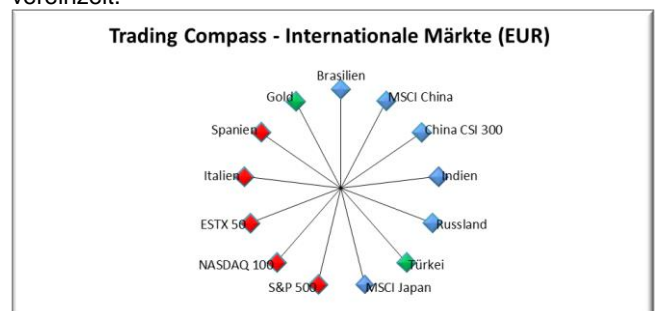 vereinzelt.
Trading Compass - Internationale Märkte (EUR)
Brasilien
Gold
MSCI China
Spanien
China CSI 300
Italien
Indien
ESTX 50
Russland
NASDAQ 100
Türkei
S&P 500
MSCI Japan